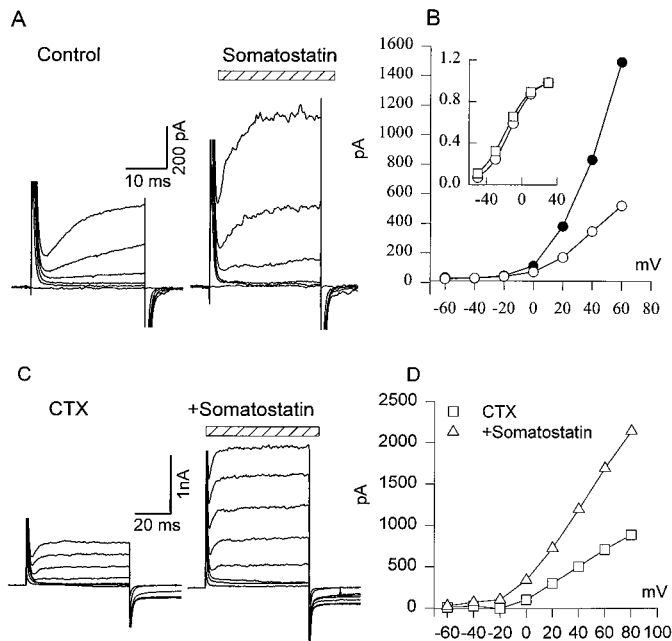 A
Control
Somatostatin
200 pA
10 ms
B
pA
1600
1400
1200
1000
800
600
400
200
0
1.2
0.8
0.4
0.0
-40 0 40
mV
-60 -40 -20 0 20 40 60 80
C
CTX
+Somatostatin
1nA
20 ms
D
CTX
+Somatostatin
pA
2500
2000
1500
1000
500
0
mV
-60 -40 -20 0 20 40 60 80 100